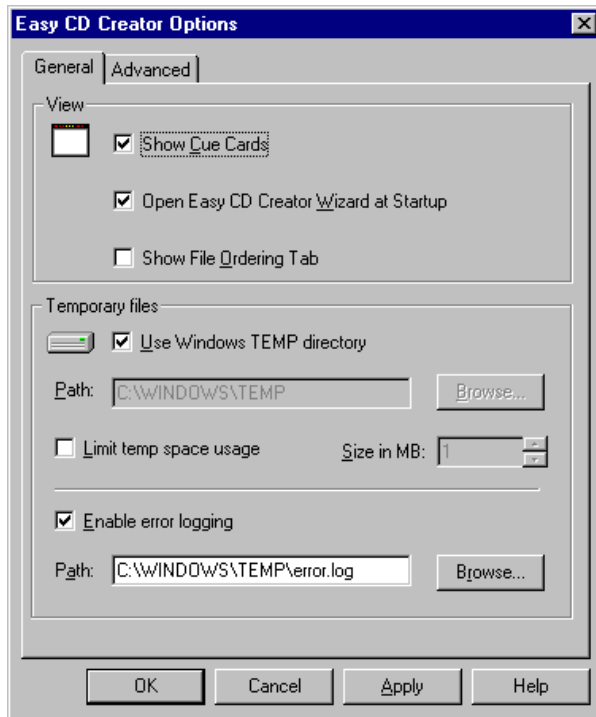 Easy CD Creator Options
General Advanced
View
Show Cue Cards
Open Easy CD Creator Wizard at Startup
Show File Ordering Tab
Temporary files
Use Windows TEMP directory
Path: C:\WINDOWS\TEMP Browse...
Limit temp space usage Size in MB: 1
Enable error logging
Path: C:\WINDOWS\TEMP\error.log Browse...
OK Cancel Apply Help